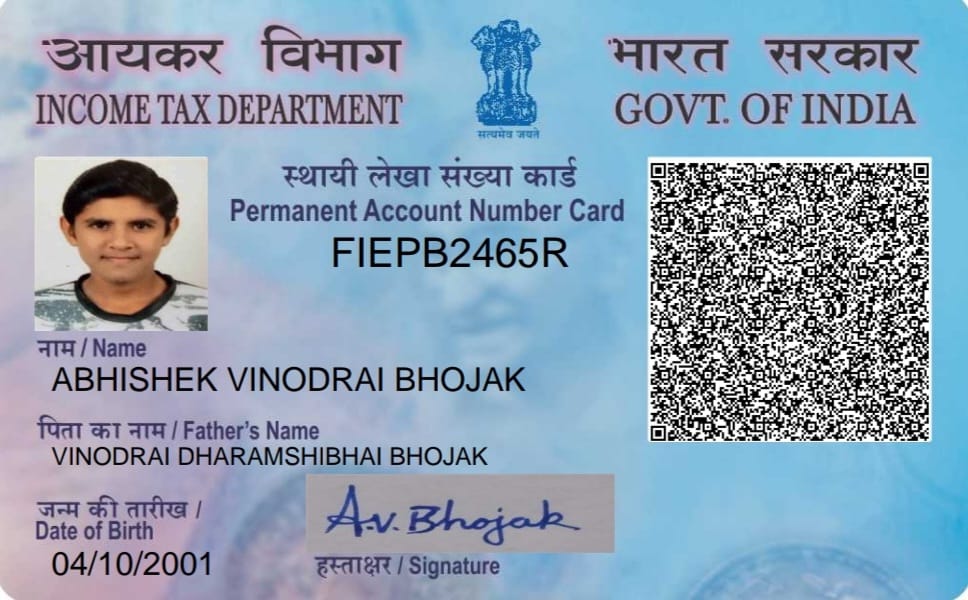 आयकर विभाग
INCOME TAX DEPARTMENT
सत्यमेव जयते
भारत सरकार
GOVT. OF INDIA
स्थायी लेखा संख्या कार्ड
Permanent Account Number Card
FIEPB2465R
नाम / Name
ABHISHEK VINODRAI BHOJAK
पिता का नाम / Father's Name
VINODRAI DHARAMSHIBHAI BHOJAK
जन्म की तारीख /
Date of Birth
04/10/2001
A.V. Bhojak
हस्ताक्षर / Signature